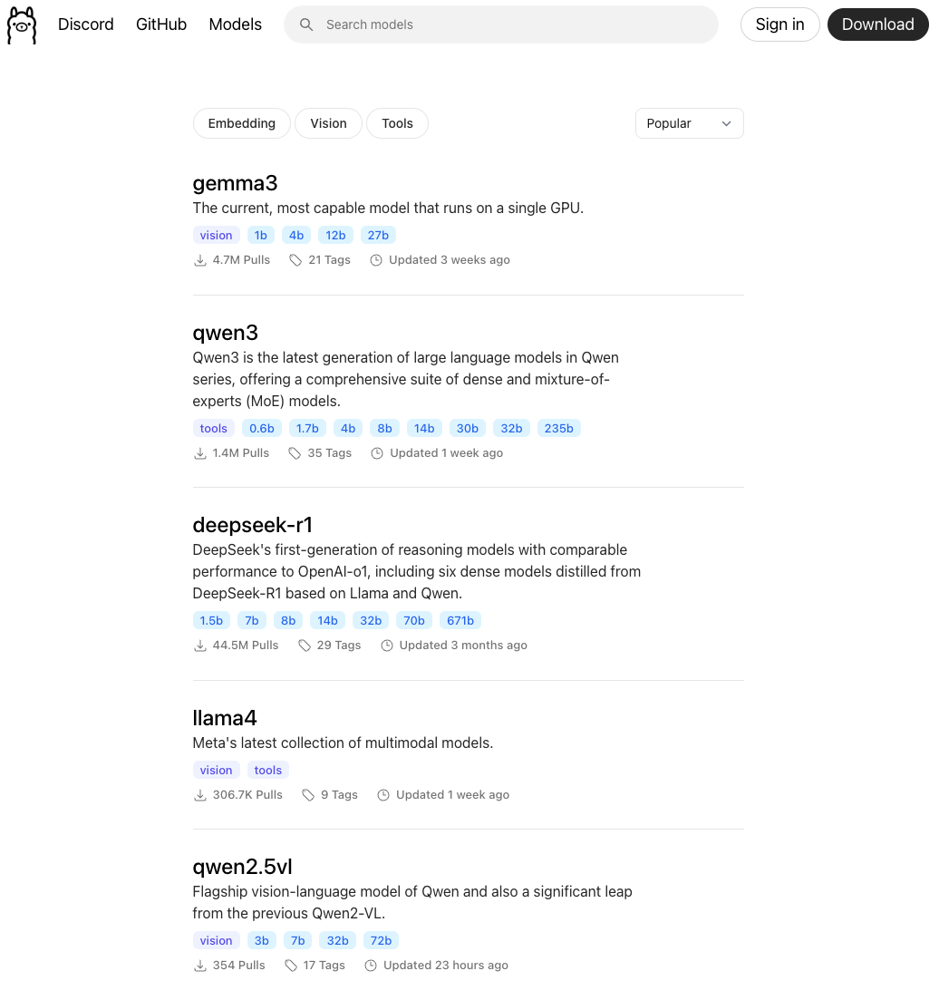 Discord GitHub Models Search models Sign in Download
Embedding Vision Tools Popular
gemma3
The current, most capable model that runs on a single GPU.
vision 1b 4b 12b 27b
4.7M Pulls 21 Tags Updated 3 weeks ago
qwen3
Qwen3 is the latest generation of large language models in Qwen
series, offering a comprehensive suite of dense and mixture-of-
experts (MoE) models.
tools 0.6b 1.7b 4b 8b 14b 30b 32b 235b
1.4M Pulls 35 Tags Updated 1 week ago
deepseek-r1
DeepSeek's first-generation of reasoning models with comparable
performance to OpenAI-o1, including six dense models distilled from
DeepSeek-R1 based on Llama and Qwen.
1.5b 7b 8b 14b 32b 70b 671b
44.5M Pulls 29 Tags Updated 3 months ago
llama4
Meta's latest collection of multimodal models.
vision tools
306.7K Pulls 9 Tags Updated 1 week ago
qwen2.5vl
Flagship vision-language model of Qwen and also a significant leap
from the previous Qwen2-VL.
vision 3b 7b 32b 72b
354 Pulls 17 Tags Updated 23 hours ago